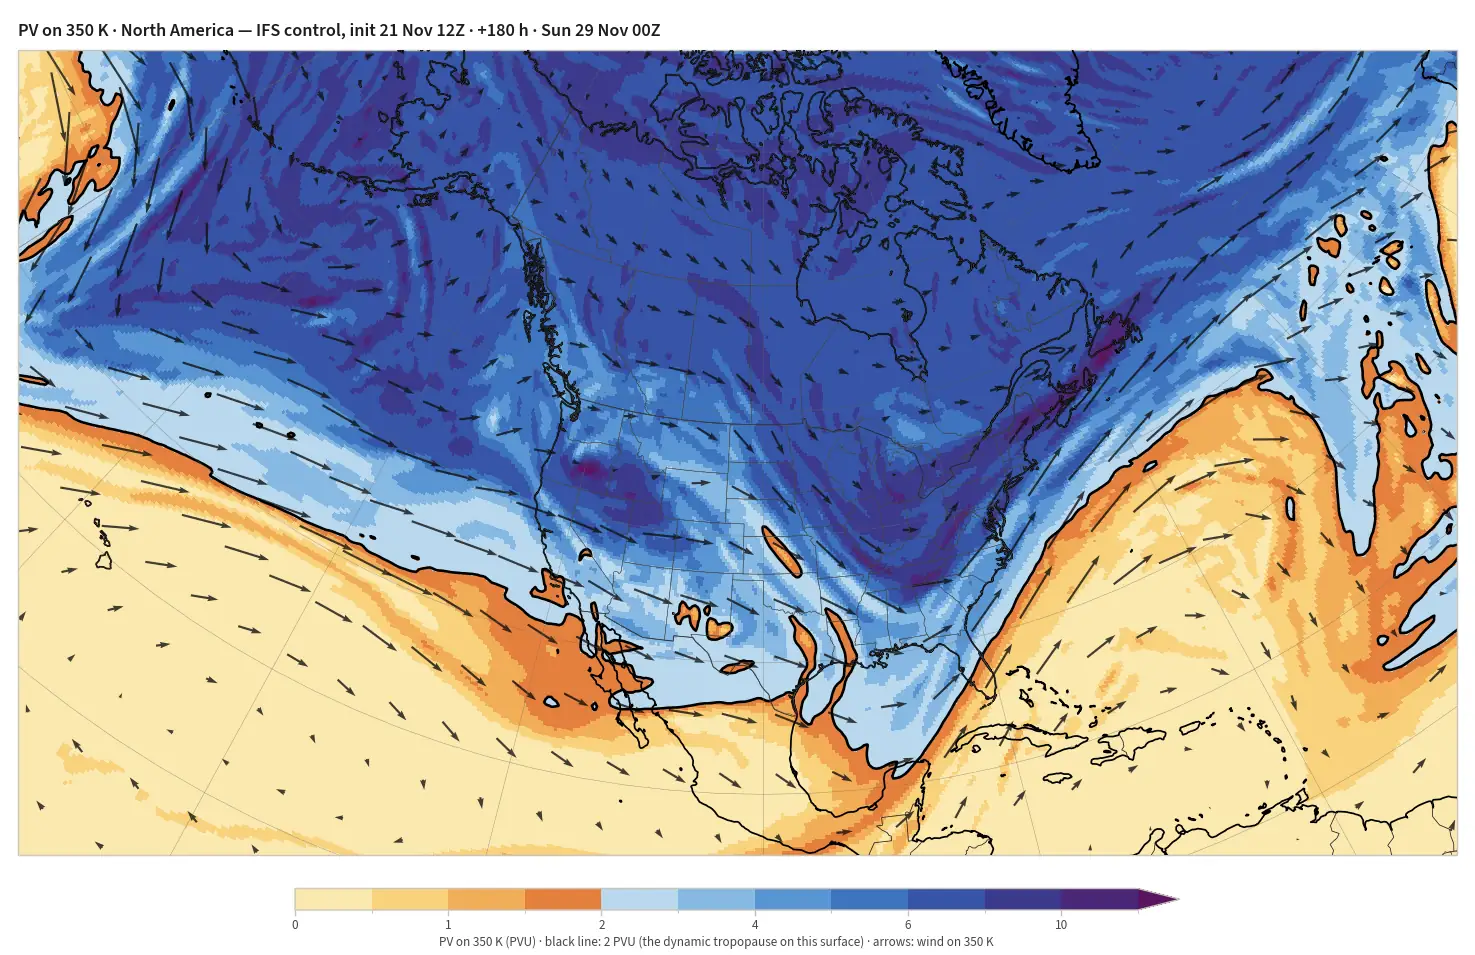 PV on 350 K · North America — IFS control, init 21 Nov 12Z · +180 h · Sun 29 Nov 00Z
0 1 2 4 6 10
PV on 350 K (PVU) · black line: 2 PVU (the dynamic tropopause on this surface) · arrows: wind on 350 K